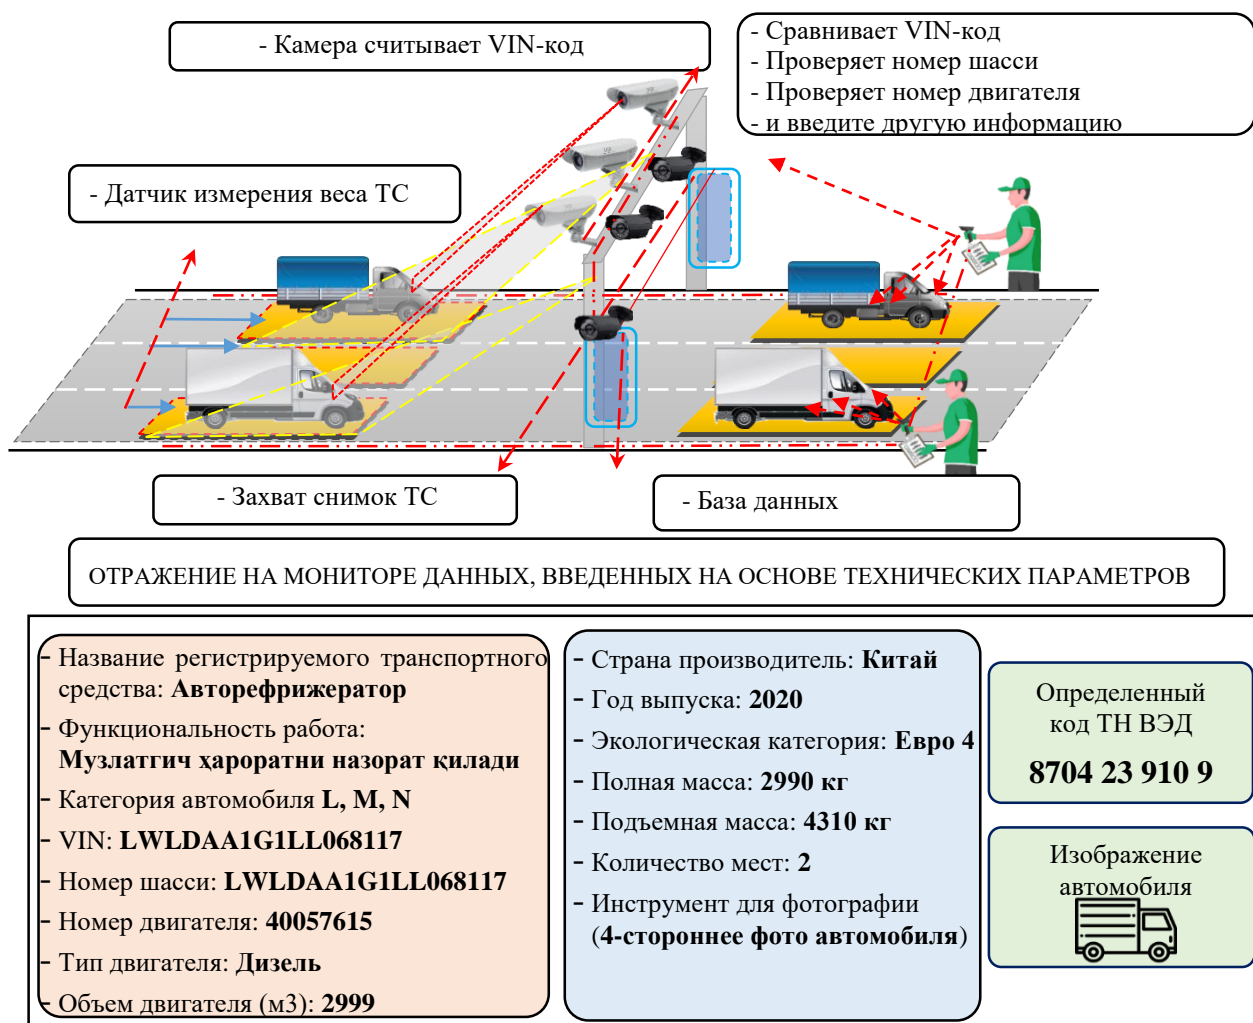 - Камера считывает VIN-код
- Сравнивает VIN-код
- Проверяет номер шасси
- Проверяет номер двигателя
- и введите другую информацию
- Датчик измерения веса ТС
- Захват снимок ТС
- База данных
ОТРАЖЕНИЕ НА МОНИТОРЕ ДАННЫХ, ВВЕДЕННЫХ НА ОСНОВЕ ТЕХНИЧЕСКИХ ПАРАМЕТРОВ
- Название регистрируемого транспортного
средства: Авторефрижератор
- Функциональность работа:
Музлатгич ҳароратни назорат қилади
- Категория автомобиля L, M, N
- VIN: LWLDAA1G1LL068117
- Номер шасси: LWLDAA1G1LL068117
- Номер двигателя: 40057615
- Тип двигателя: Дизель
- Объем двигателя (м3): 2999
- Страна производитель: Китай
- Год выпуска: 2020
- Экологическая категория: Евро 4
- Полная масса: 2990 кг
- Подъемная масса: 4310 кг
- Количество мест: 2
- Инструмент для фотографии
(4-стороннее фото автомобиля)
Определенный
код ТН ВЭД
8704 23 910 9
Изображение
автомобиля